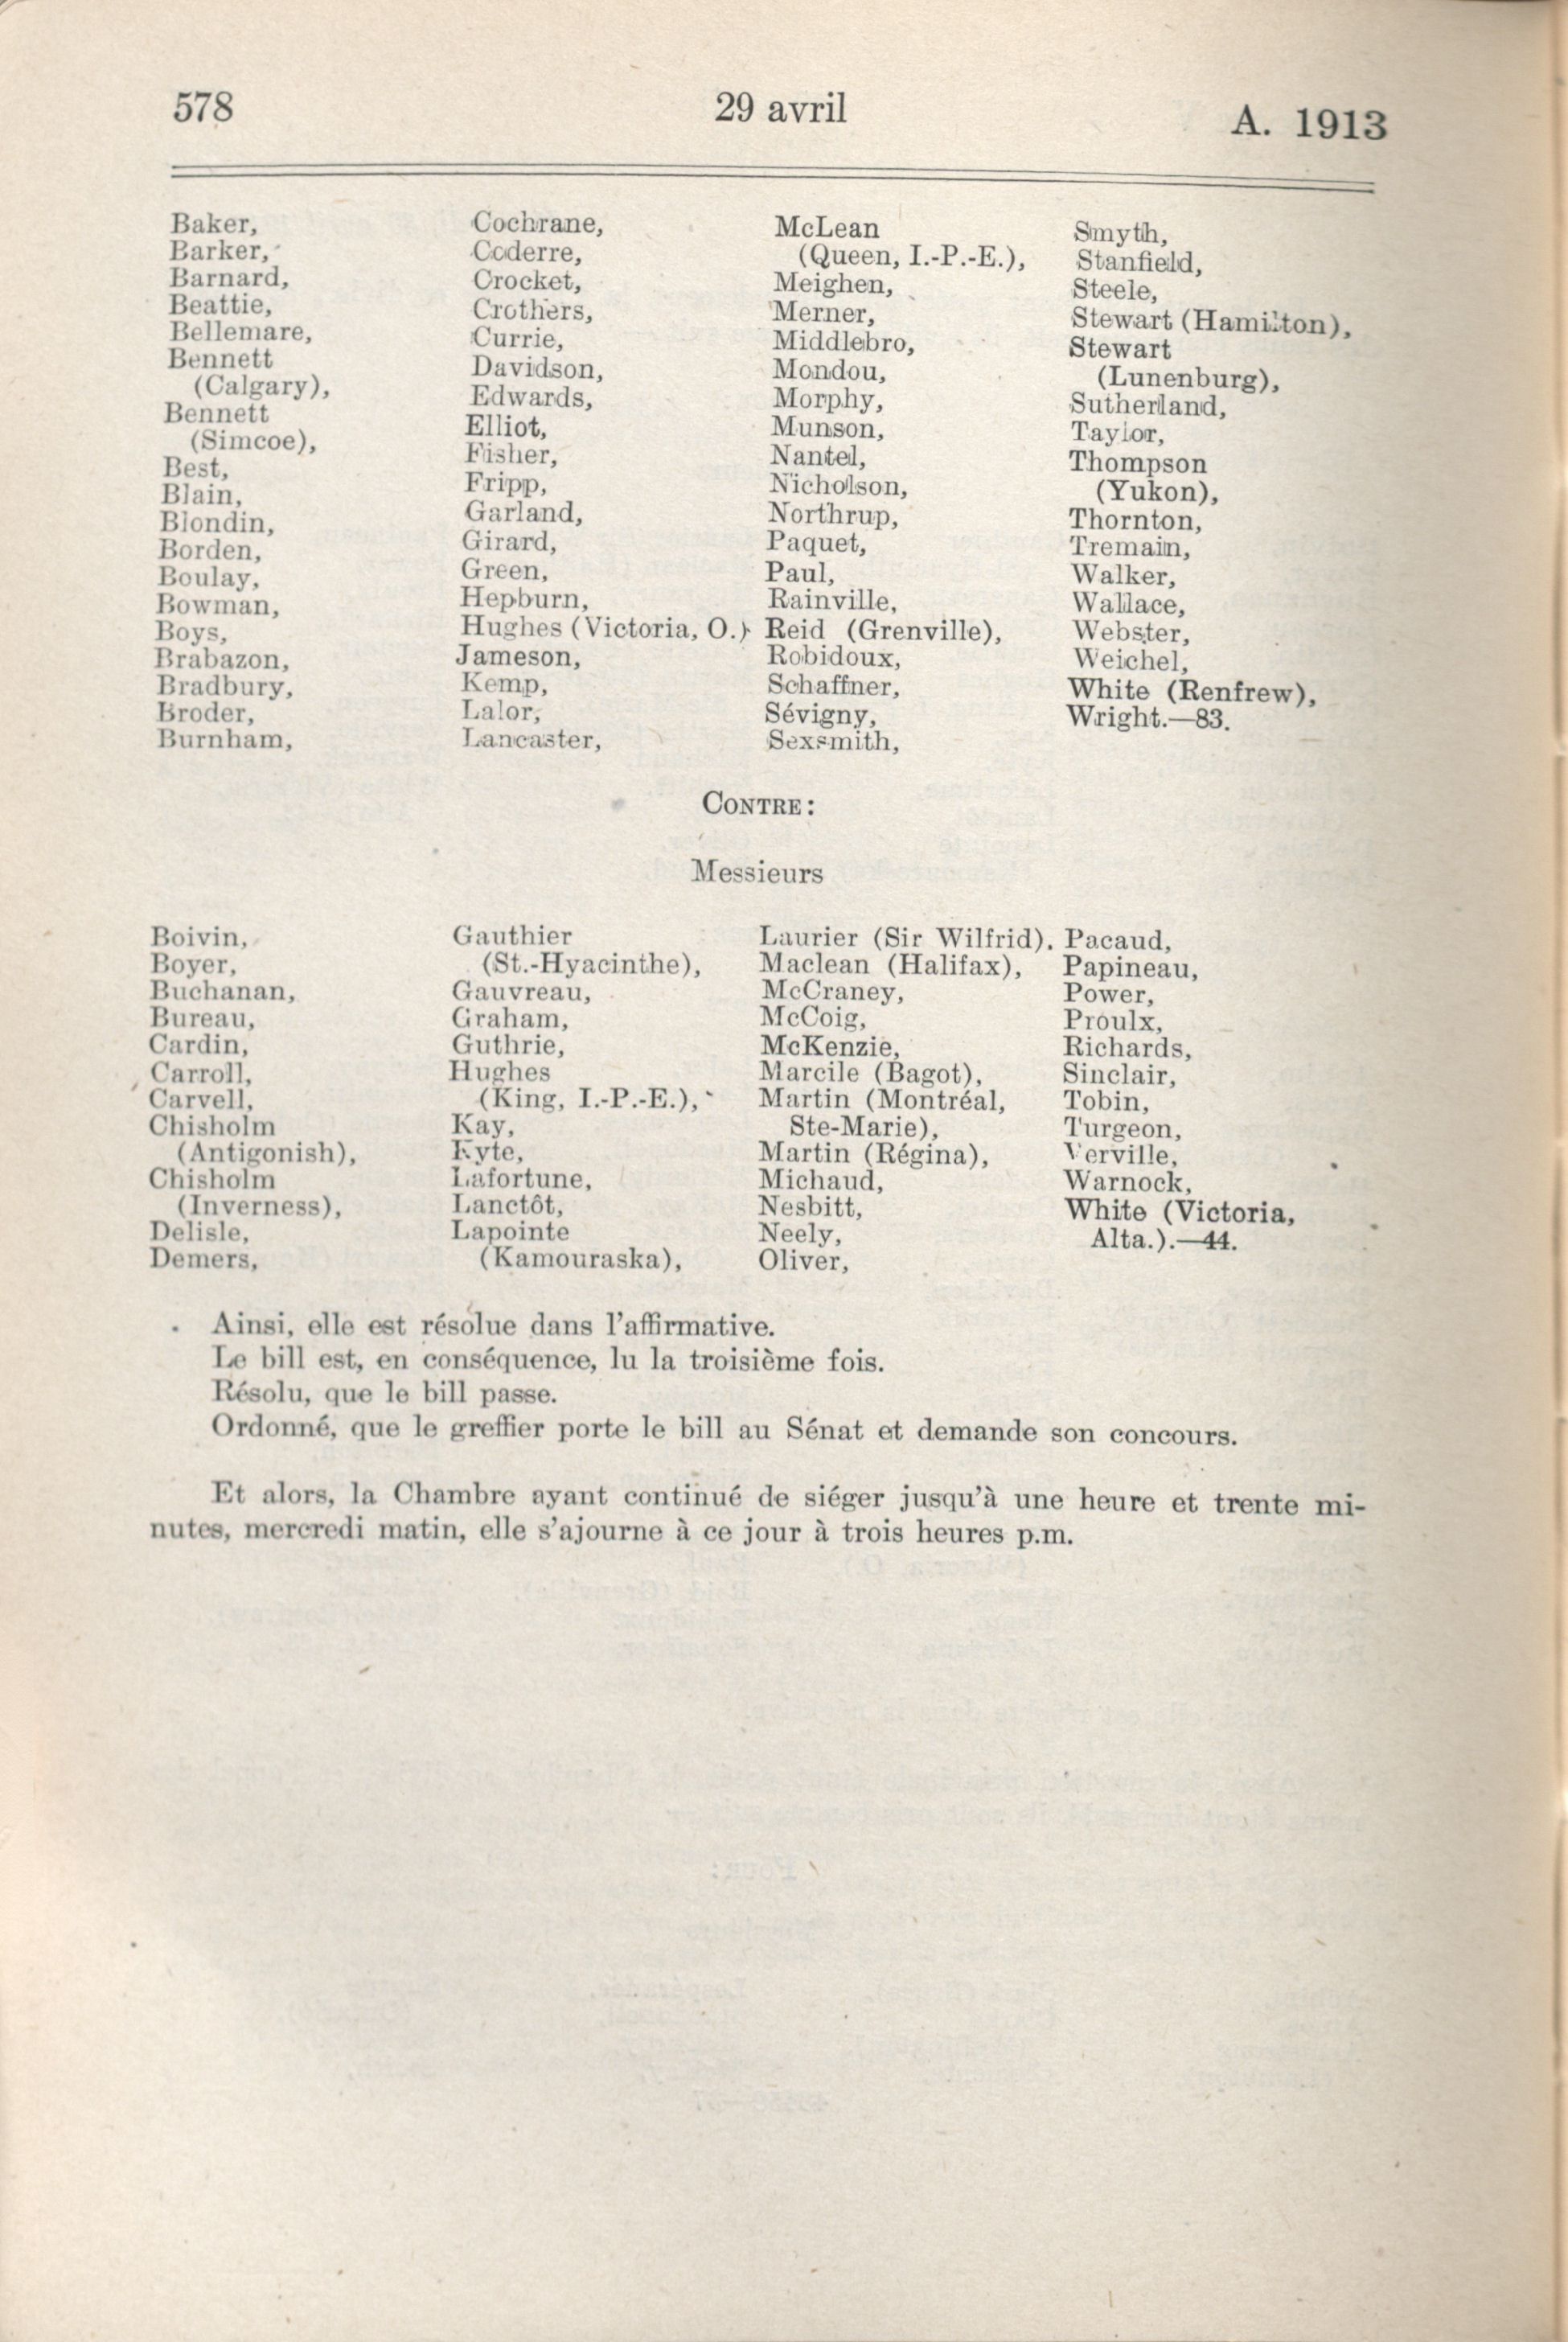 578
29 avril
A. 1913
Baker,
Barker,
Barnard,
Beattie,
Bellemare,
Bennett
(Calgary),
Bennett
(Simcoe),
Best,
Blain,
Blondin,
Borden,
Boulay,
Bowman,
Boys,
Brabazon,
Bradbury,
Broder,
Burnham,
Cochrane,
Coderre,
Crocket,
Crothers,
Currie,
Davidson,
Edwards,
Elliot,
Fisher,
Fripp,
Garland,
Girard,
Green,
Hepburn,
Hughes (Victoria, O.)
Jameson,
Kemp,
Lalor,
Lancaster,
McLean
(Queen, I.-P.-E.),
Meighen,
Merner,
Middlebro,
Mondou,
Morphy,
Munson,
Nantel,
Nicholson,
Northrup,
Paquet,
Paul,
Rainville,
Reid (Grenville),
Robidoux,
Schaffner,
Sévigny,
Sexsmith,
Smyth,
Stanfield,
Steele,
Stewart (Hamilton),
Stewart
(Lunenburg),
Sutherland,
Taylor,
Thompson
(Yukon),
Thornton,
Tremain,
Walker,
Wallace,
Webster,
Weichel,
White (Renfrew),
Wright.—83.
CONTRE:
Messieurs
Boivin,
Boyer,
Buchanan,
Bureau,
Cardin,
Carroll,
Carvell,
Chisholm
(Antigonish),
Chisholm
(Inverness),
Delisle,
Demers,
Gauthier
(St.-Hyacinthe),
Gauvreau,
Graham,
Guthrie,
Hughes
(King, I.-P.-E.),
Kay,
Kyte,
Lafortune,
Lanctôt,
Lapointe
(Kamouraska),
Laurier (Sir Wilfrid).
Maclean (Halifax),
McCraney,
McCoig,
McKenzie,
Marcile (Bagot),
Martin (Montréal,
Ste-Marie),
Martin (Régina),
Michaud,
Nesbitt,
Neely,
Oliver,
Pacaud,
Papineau,
Power,
Proulx,
Richards,
Sinclair,
Tobin,
Turgeon,
Verville,
Warnock,
White (Victoria,
Alta.).—44.
Ainsi, elle est résolue dans l'affirmative.
Le bill est, en conséquence, lu la troisième fois.
Résolu, que le bill passe.
Ordonné, que le greffier porte le bill au Sénat et demande son concours.
Et alors, la Chambre ayant continué de siéger jusqu'à une heure et trente mi-
nutes, mercredi matin, elle s'ajourne à ce jour à trois heures p.m.